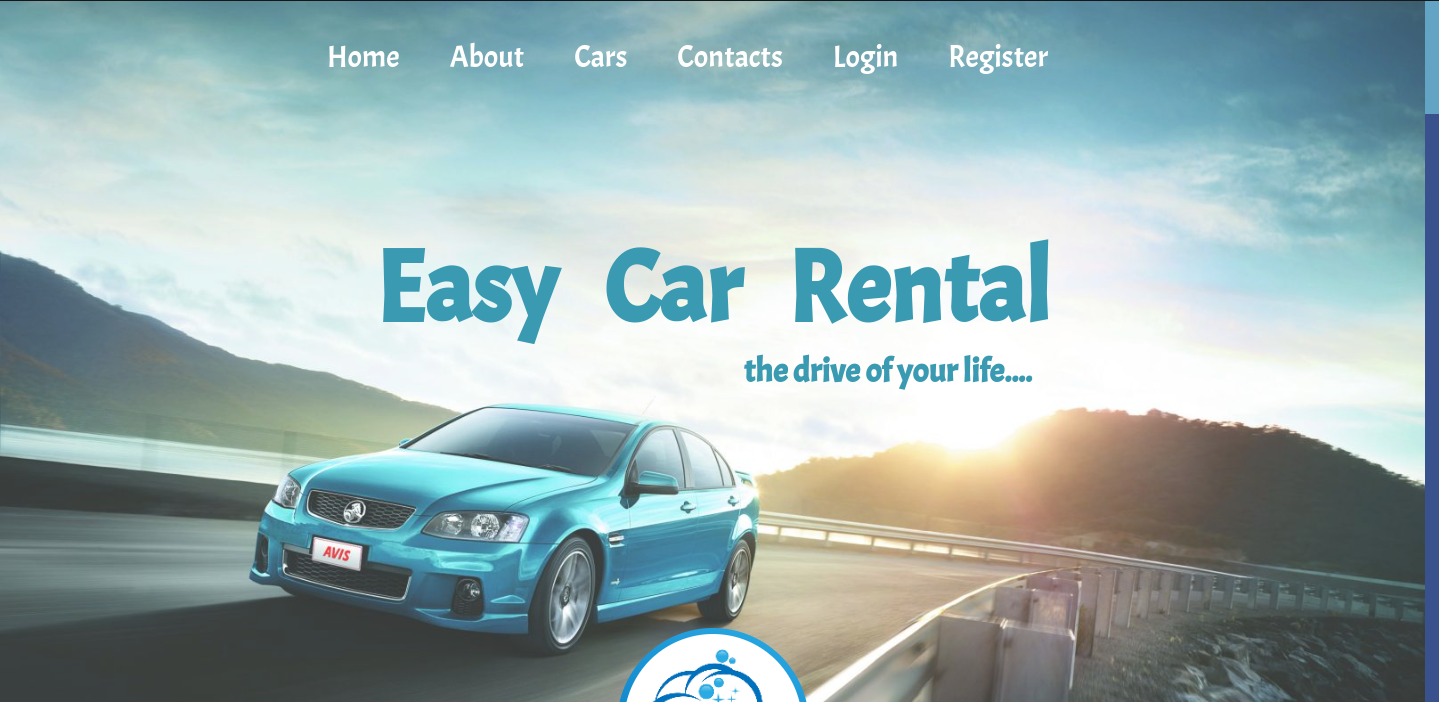 Home About Cars Contacts Login Register
Easy Car Rental
the drive of your life....
AVIS